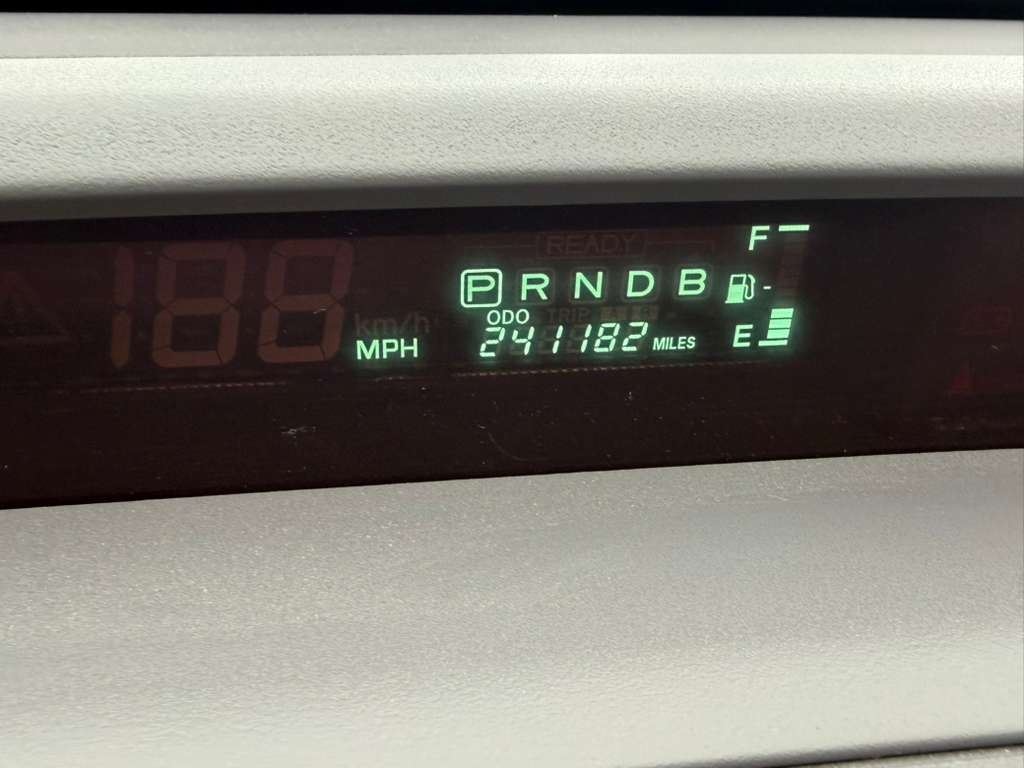 READY
F
188
P R N D B
km/h
ODO TRIP
MPH
241182 MILES
E